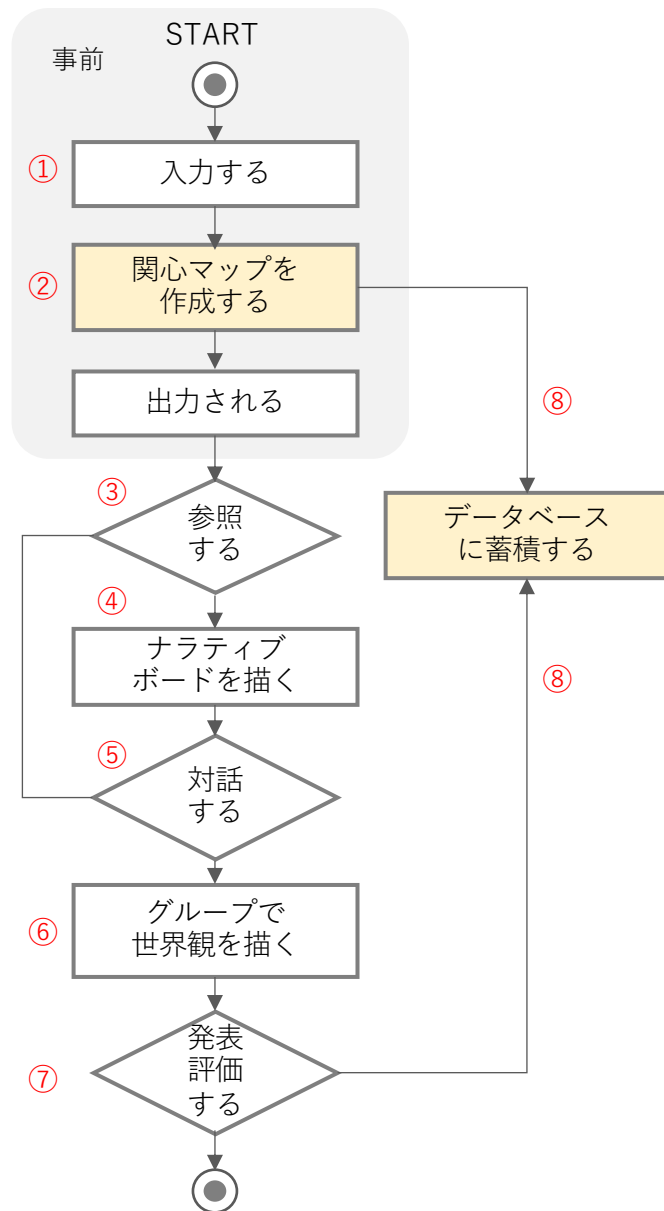 START
事前
①
入力する
②
関心マップを
作成する
出力される
⑧
③
参照
する
データベース
に蓄積する
④
ナラティブ
ボードを描く
⑧
⑤
対話
する
⑥
グループで
世界観を描く
⑦
発表
評価
する